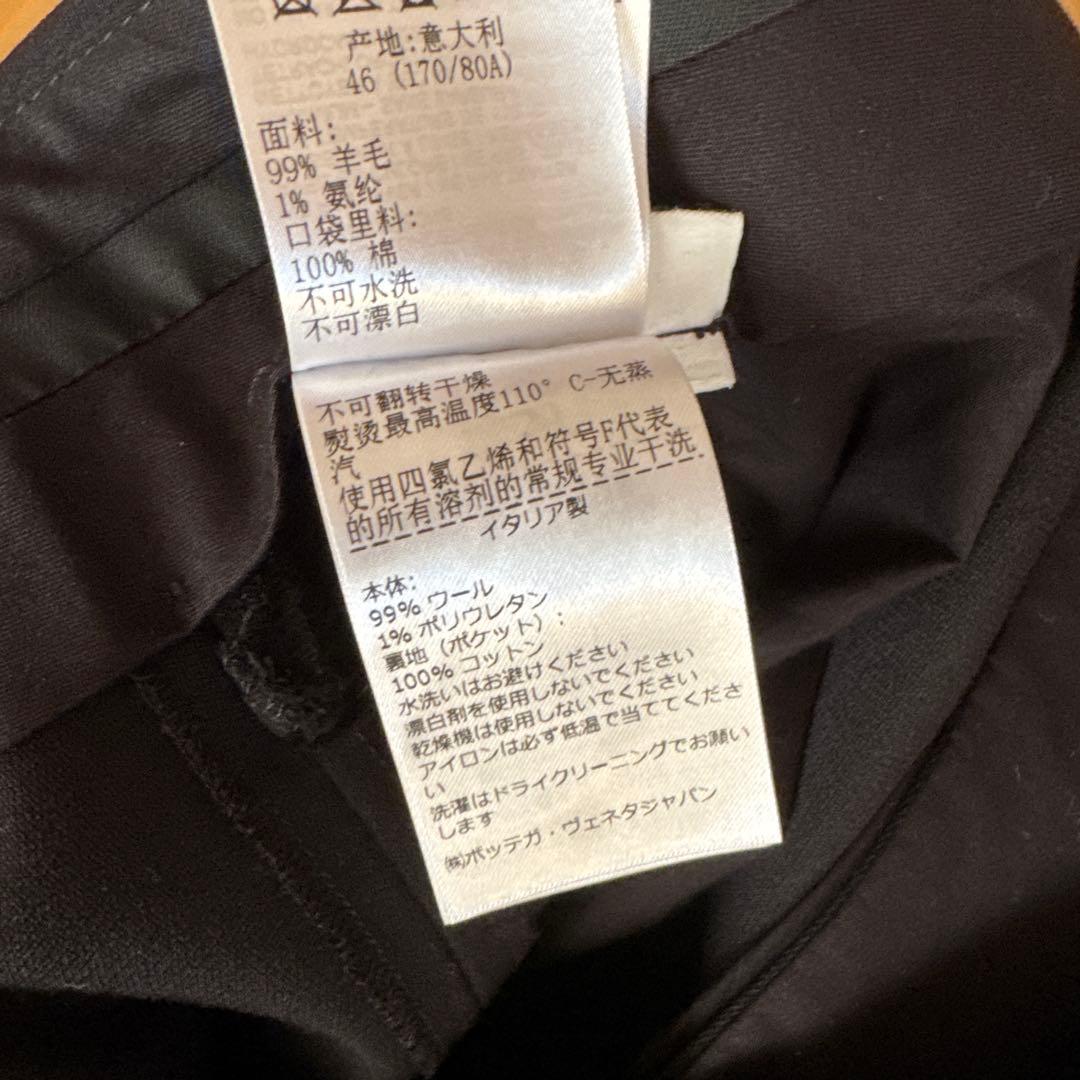 产地:意大利
46 (170/80A)
面料:
99% 羊毛
1% 氨纶
口袋里料:
100% 棉
不可水洗
不可漂白
不可翻转干燥
熨烫最高温度110° C-无蒸
汽
使用四氯乙烯和符号F代表
的所有溶剂的常规专业干洗
イタリア製
本体:
99% ウール
1% ポリウレタン
裏地 (ポケット) :
100% コットン
水洗いはお避けください
漂白剤を使用しないでください
乾燥機は使用しないでください
アイロンは必ず低温で当ててくださ
い
洗濯はドライクリーニングでお願い
します
㈱ボッテガ・ヴェネタジャパン